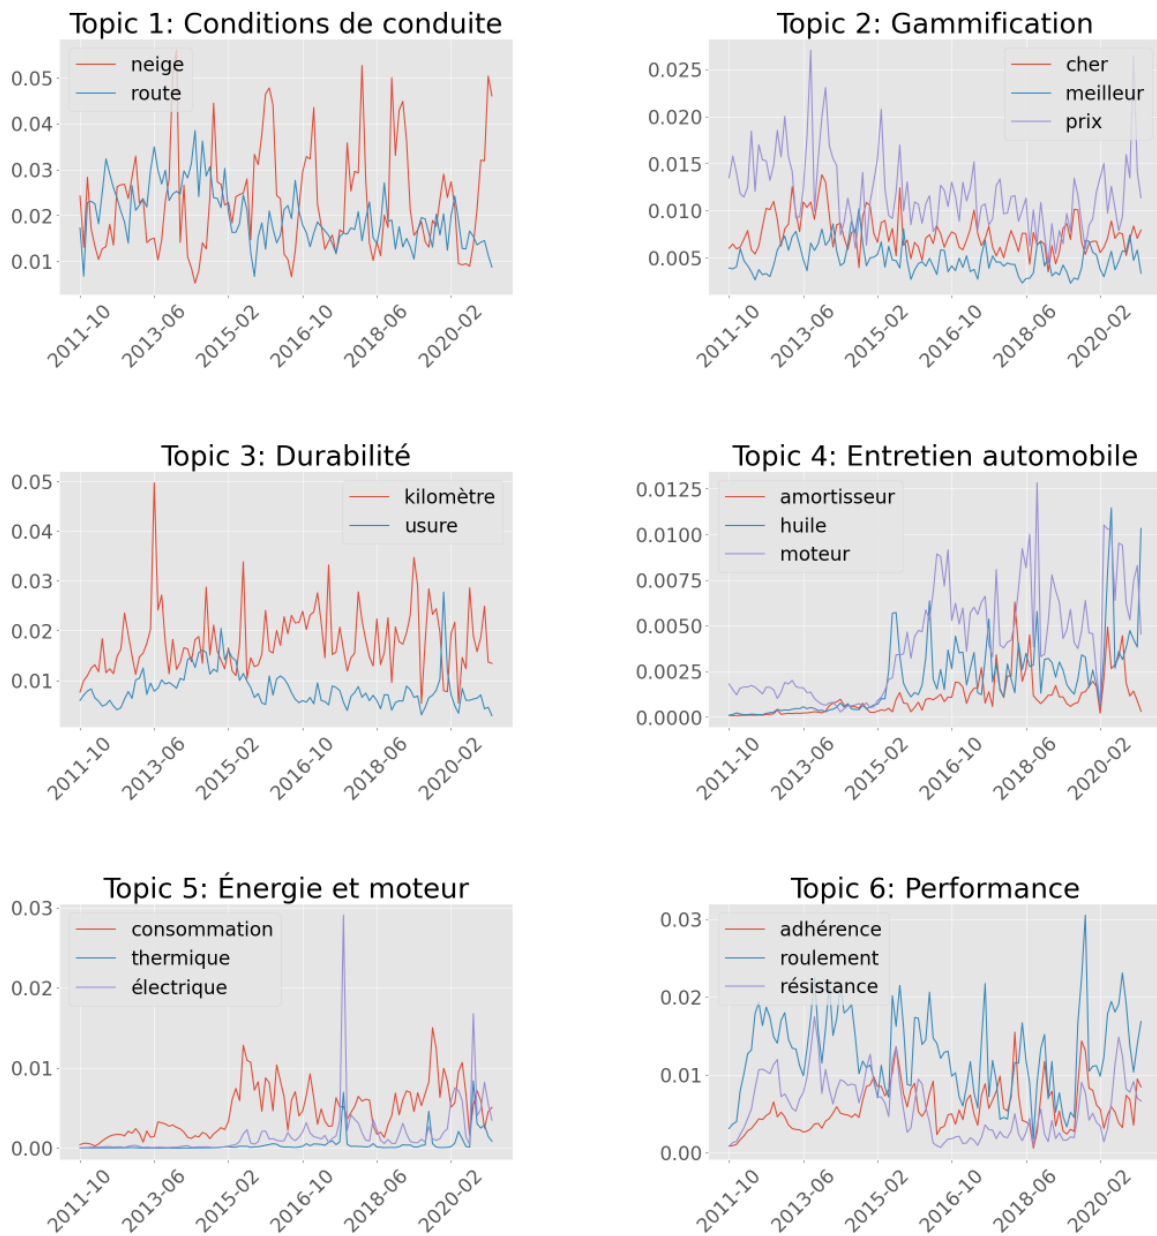 Topic 1: Conditions de conduite
neige
route
0.05
0.04
0.03
0.02
0.01
2011-10
2013-06
2015-02
2016-10
2018-06
2020-02
Topic 2: Gammification
cher
meilleur
prix
0.025
0.020
0.015
0.010
0.005
2011-10
2013-06
2015-02
2016-10
2018-06
2020-02
Topic 3: Durabilité
kilomètre
usure
0.05
0.04
0.03
0.02
0.01
2011-10
2013-06
2015-02
2016-10
2018-06
2020-02
Topic 4: Entretien automobile
amortisseur
huile
moteur
0.0125
0.0100
0.0075
0.0050
0.0025
0.0000
2011-10
2013-06
2015-02
2016-10
2018-06
2020-02
Topic 5: Énergie et moteur
consommation
thermique
électrique
0.03
0.02
0.01
0.00
2011-10
2013-06
2015-02
2016-10
2018-06
2020-02
Topic 6: Performance
adhérence
roulement
résistance
0.03
0.02
0.01
0.00
2011-10
2013-06
2015-02
2016-10
2018-06
2020-02